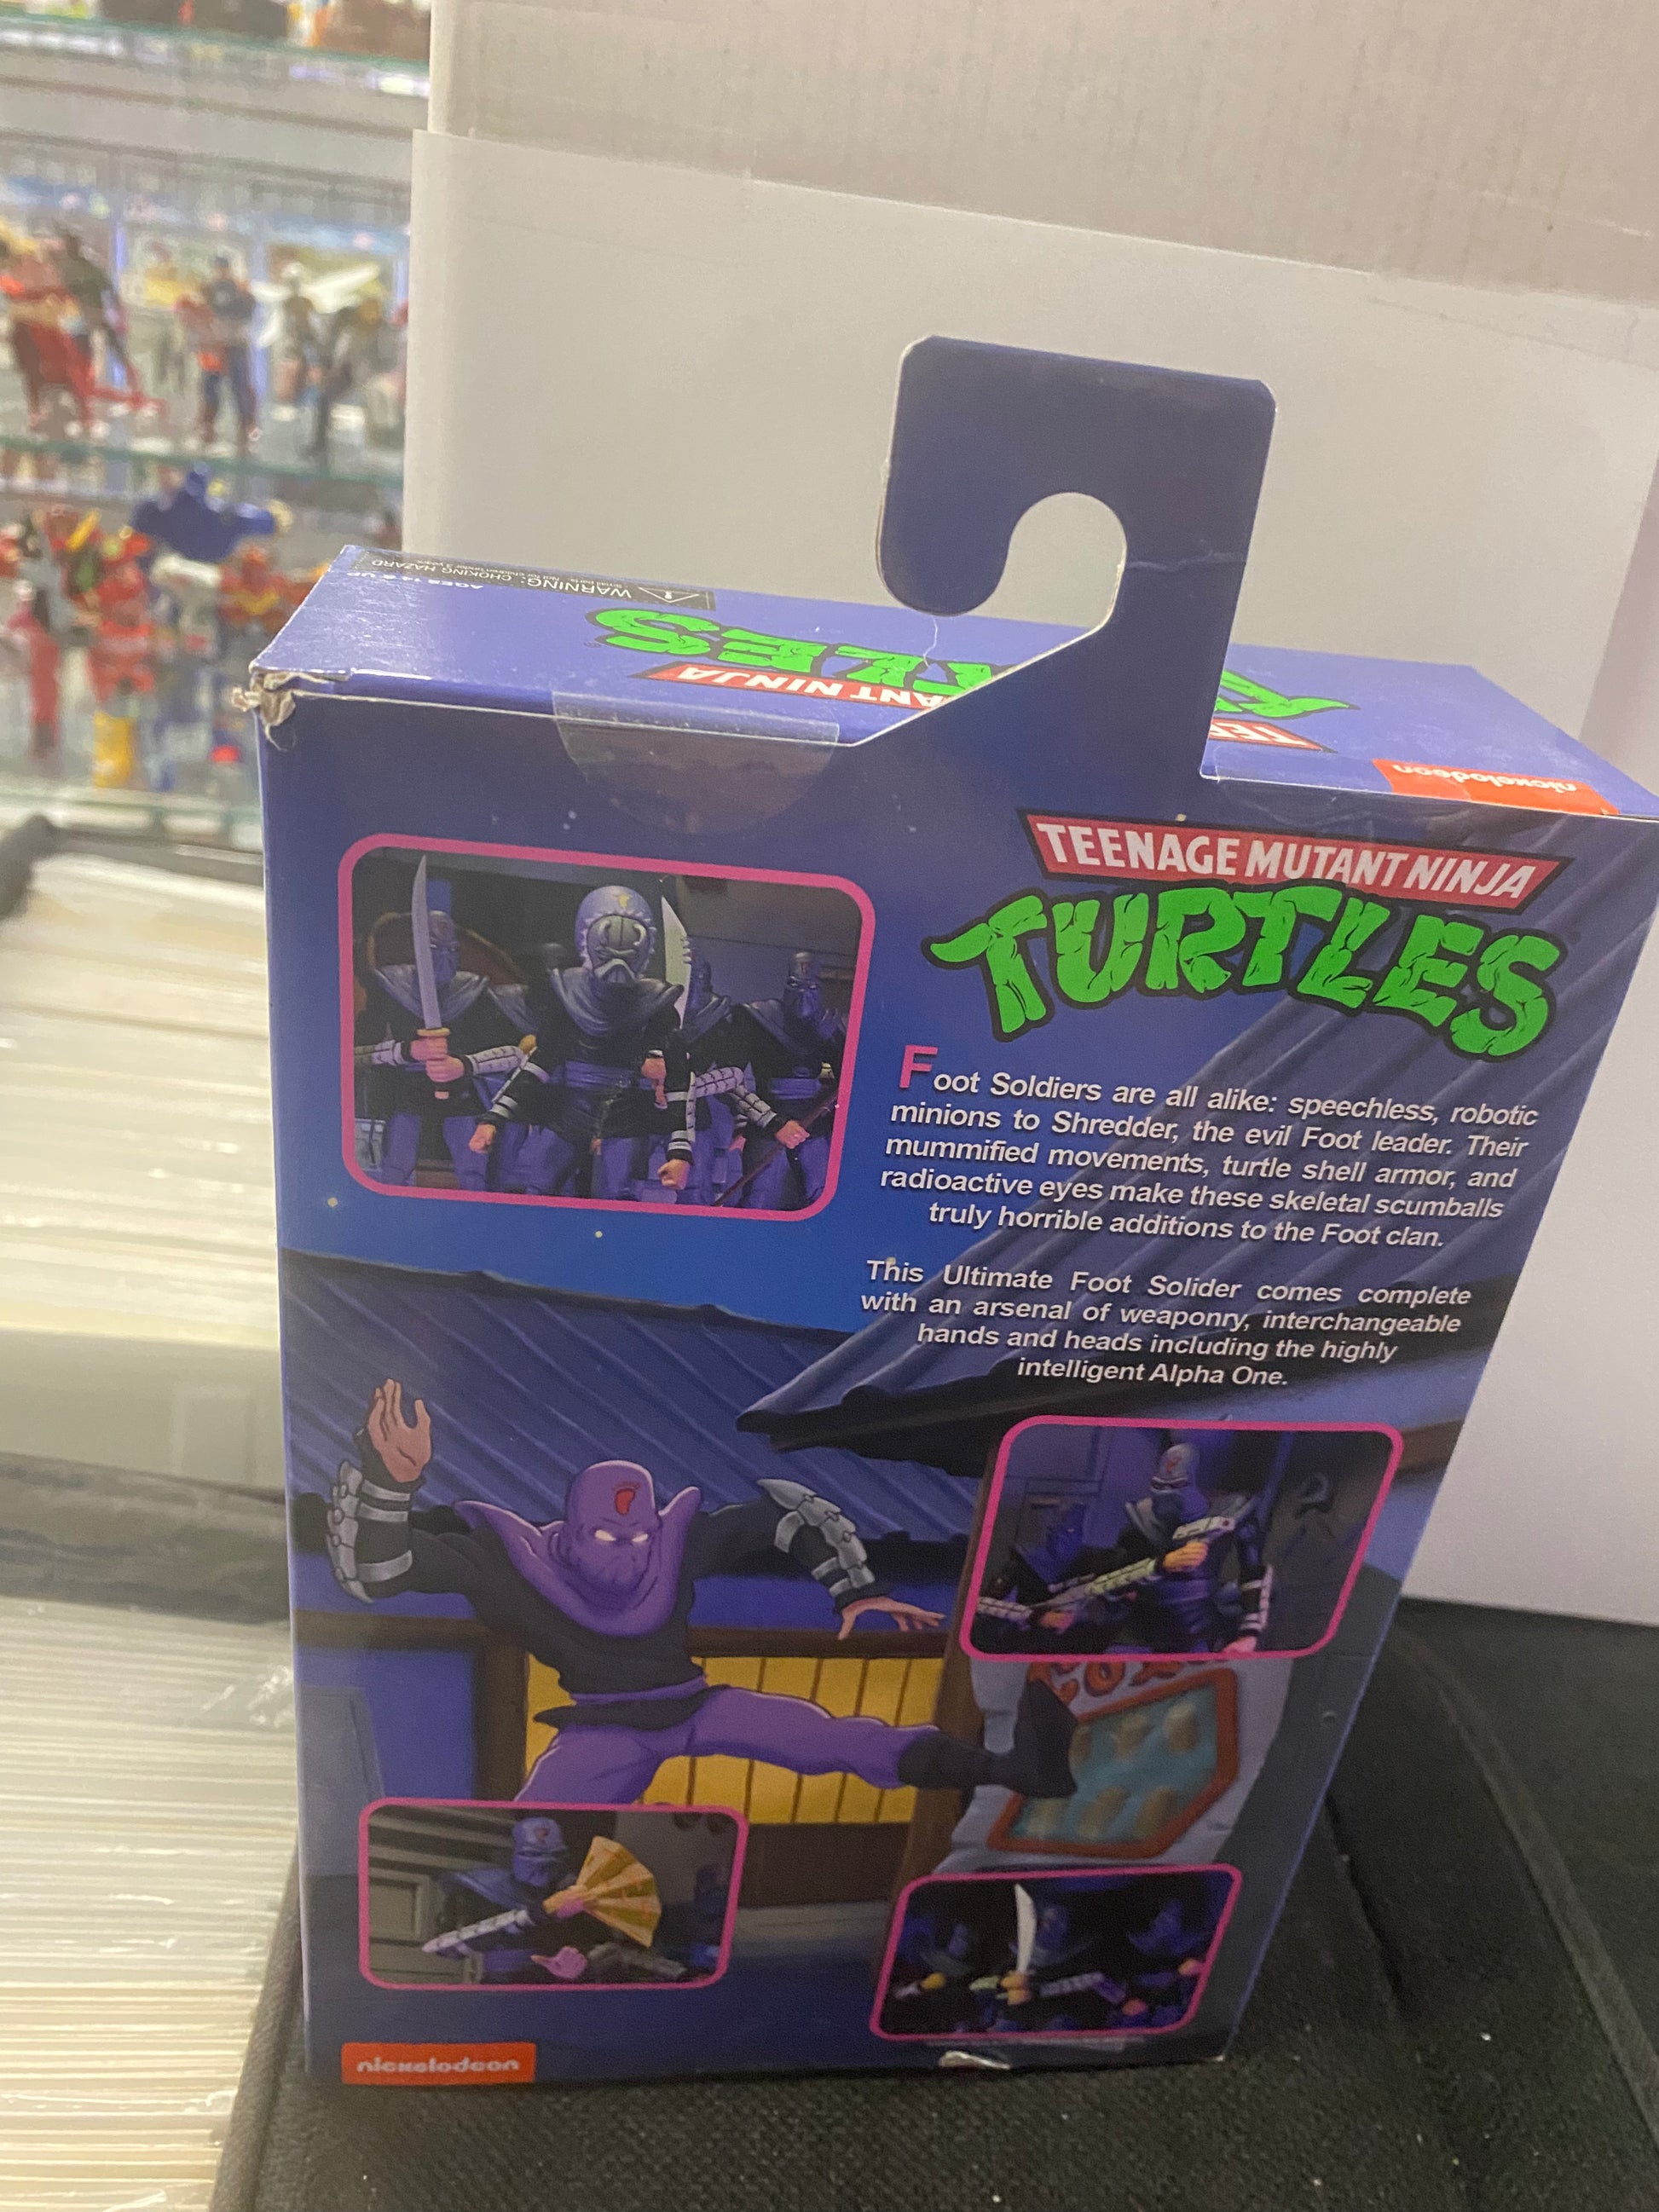 WARNING: CHOKING HAZARD
AGES 14 & UP
TURTLES
nickelodeon
TEENAGE MUTANT NINJA
TURTLES
Foot Soldiers are all alike: speechless, robotic
minions to Shredder, the evil Foot leader. Their
mummified movements, turtle shell armor, and
radioactive eyes make these skeletal scumballs
truly horrible additions to the Foot clan.
This Ultimate Foot Solider comes complete
with an arsenal of weaponry, interchangeable
hands and heads including the highly
intelligent Alpha One.
nickelodeon